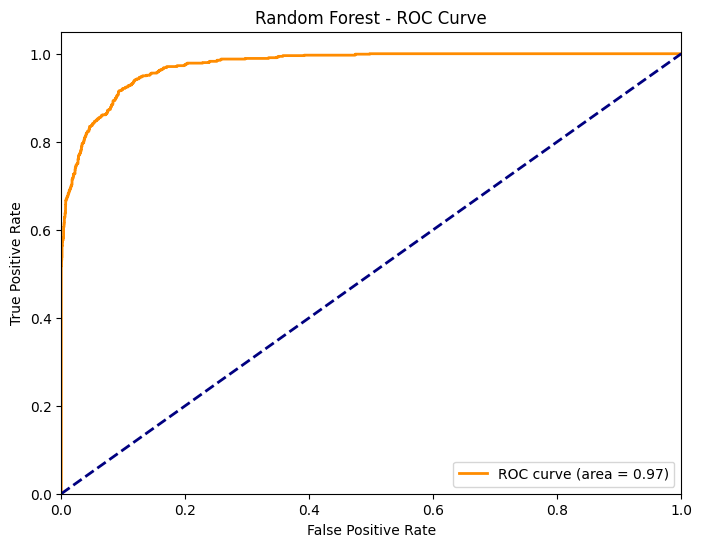 Random Forest - ROC Curve
True Positive Rate
1.0
0.8
0.6
0.4
0.2
0.0
0.0 0.2 0.4 0.6 0.8 1.0
False Positive Rate
ROC curve (area = 0.97)